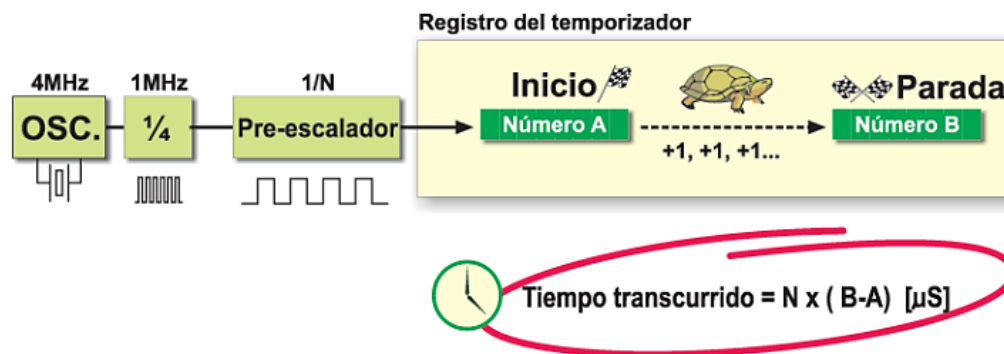 Registro del temporizador
4MHz
1MHz
1/N
OSC.
¼
Pre-escalador
Inicio
Número A
+1, +1, +1...
Parada
Número B
Tiempo transcurrido = N x ( B-A) [µS]